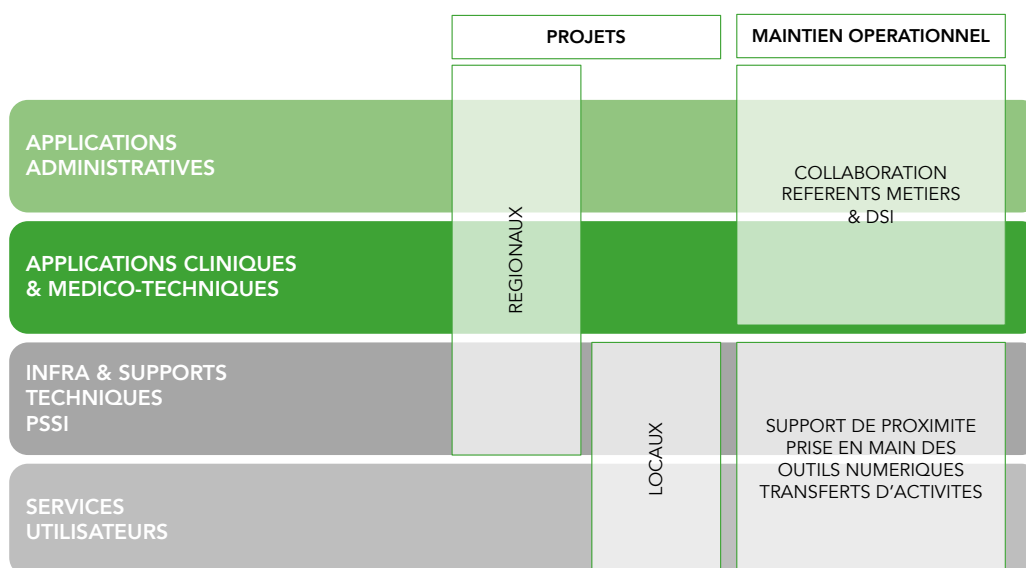 PROJETS
MAINTIEN OPERATIONNEL
APPLICATIONS
ADMINISTRATIVES
APPLICATIONS CLINIQUES
& MEDICO-TECHNIQUES
INFRA & SUPPORTS
TECHNIQUES
PSSI
SERVICES
UTILISATEURS
REGIONAUX
LOCAUX
COLLABORATION
REFERENTS METIERS
& DSI
SUPPORT DE PROXIMITE
PRISE EN MAIN DES
OUTILS NUMERIQUES
TRANSFERTS D’ACTIVITES